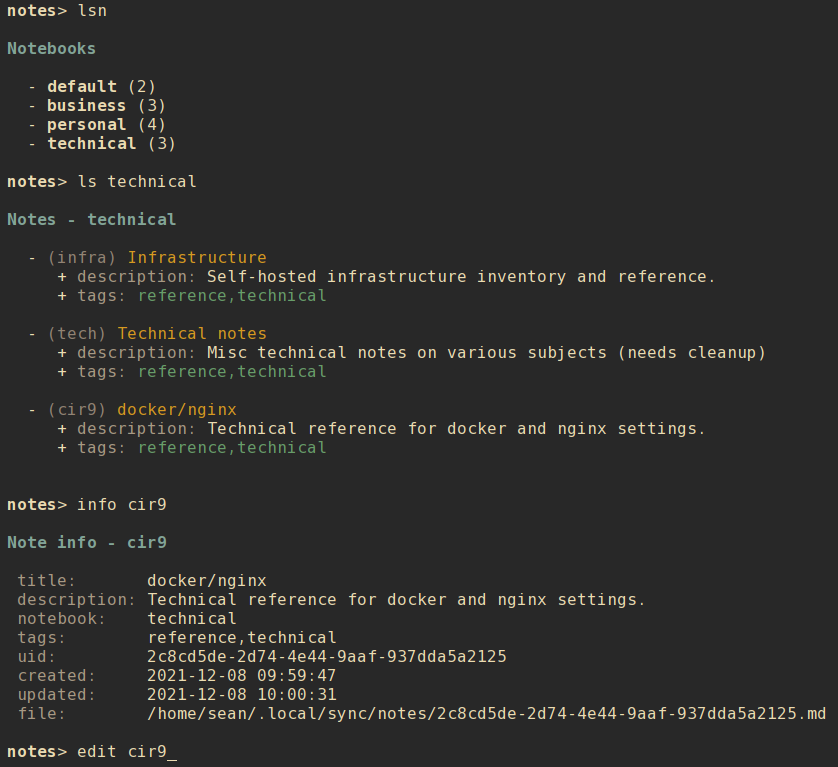 notes> lsn
Notebooks
- default (2)
- business (3)
- personal (4)
- technical (3)
notes> ls technical
Notes - technical
- (infra) Infrastructure
+ description: Self-hosted infrastructure inventory and reference.
+ tags: reference,technical
- (tech) Technical notes
+ description: Misc technical notes on various subjects (needs cleanup)
+ tags: reference,technical
- (cir9) docker/nginx
+ description: Technical reference for docker and nginx settings.
+ tags: reference,technical
notes> info cir9
Note info - cir9
title: docker/nginx
description: Technical reference for docker and nginx settings.
notebook: technical
tags: reference,technical
uid: 2c8cd5de-2d74-4e44-9aaf-937dda5a2125
created: 2021-12-08 09:59:47
updated: 2021-12-08 10:00:31
file: /home/sean/.local/sync/notes/2c8cd5de-2d74-4e44-9aaf-937dda5a2125.md
notes> edit cir9_